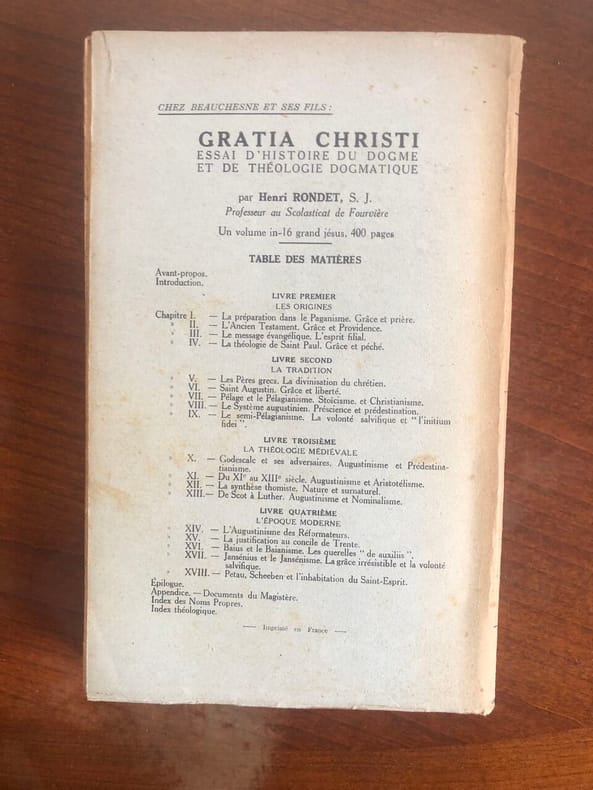 CHEZ BEAUCHESNE ET SES FILS :
GRATIA CHRISTI
ESSAI D'HISTOIRE DU DOGME
ET DE THÉOLOGIE DOGMATIQUE
par Henri RONDET, S. J.
Professeur au Scolasticat de Fourvière
Un volume in-16 grand jésus, 400 pages
TABLE DES MATIÈRES
Avant-propos.
Introduction.
LIVRE PREMIER
LES ORIGINES
Chapitre I. — La préparation dans le Paganisme. Grâce et prière.
» II. — L'Ancien Testament. Grâce et Providence.
» III. — Le message évangélique. L'esprit filial.
» IV. — La théologie de Saint Paul. Grâce et péché.
LIVRE SECOND
LA TRADITION
» V. — Les Pères grecs. La divinisation du chrétien.
» VI. — Saint Augustin. Grâce et liberté.
» VII. — Pélage et le Pélagianisme. Stoïcisme. et Christianisme.
» VIII. — Le Système augustinien. Préscience et prédestination.
» IX. — Le semi-Pélagianisme. La volonté salvifique et "l'initium
fidei".
LIVRE TROISIÈME
LA THÉOLOGIE MÉDIÉVALE
» X. — Godescale et ses adversaires. Augustinisme et Prédestina-
tianisme.
» XI. — Du XIe au XIIIe siècle. Augustinisme et Aristotélisme.
» XII. — La synthèse thomiste. Nature et surnaturel.
» XIII. — De Scot à Luther. Augustinisme et Nominalisme.
LIVRE QUATRIÈME
L'ÉPOQUE MODERNE
» XIV. — L'Augustinisme des Réformateurs.
» XV. — La justification au concile de Trente.
» XVI. — Baius et le Baianisme. Les querelles "de auxiliis".
» XVII. — Jansénius et le Jansénisme. La grâce irrésistible et la volonté
salvifique.
» XVIII. — Petau, Scheeben et l'inhabitation du Saint-Esprit.
Épilogue.
Appendice. — Documents du Magistère.
Index des Noms Propres.
Index théologique.
— Imprimé en France —